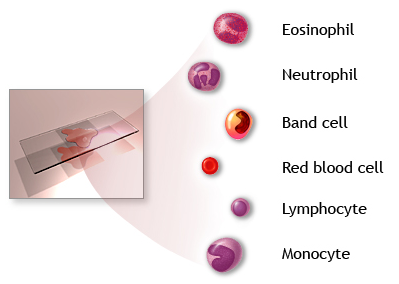 Eosinophil
Neutrophil
Band cell
Red blood cell
Lymphocyte
Monocyte